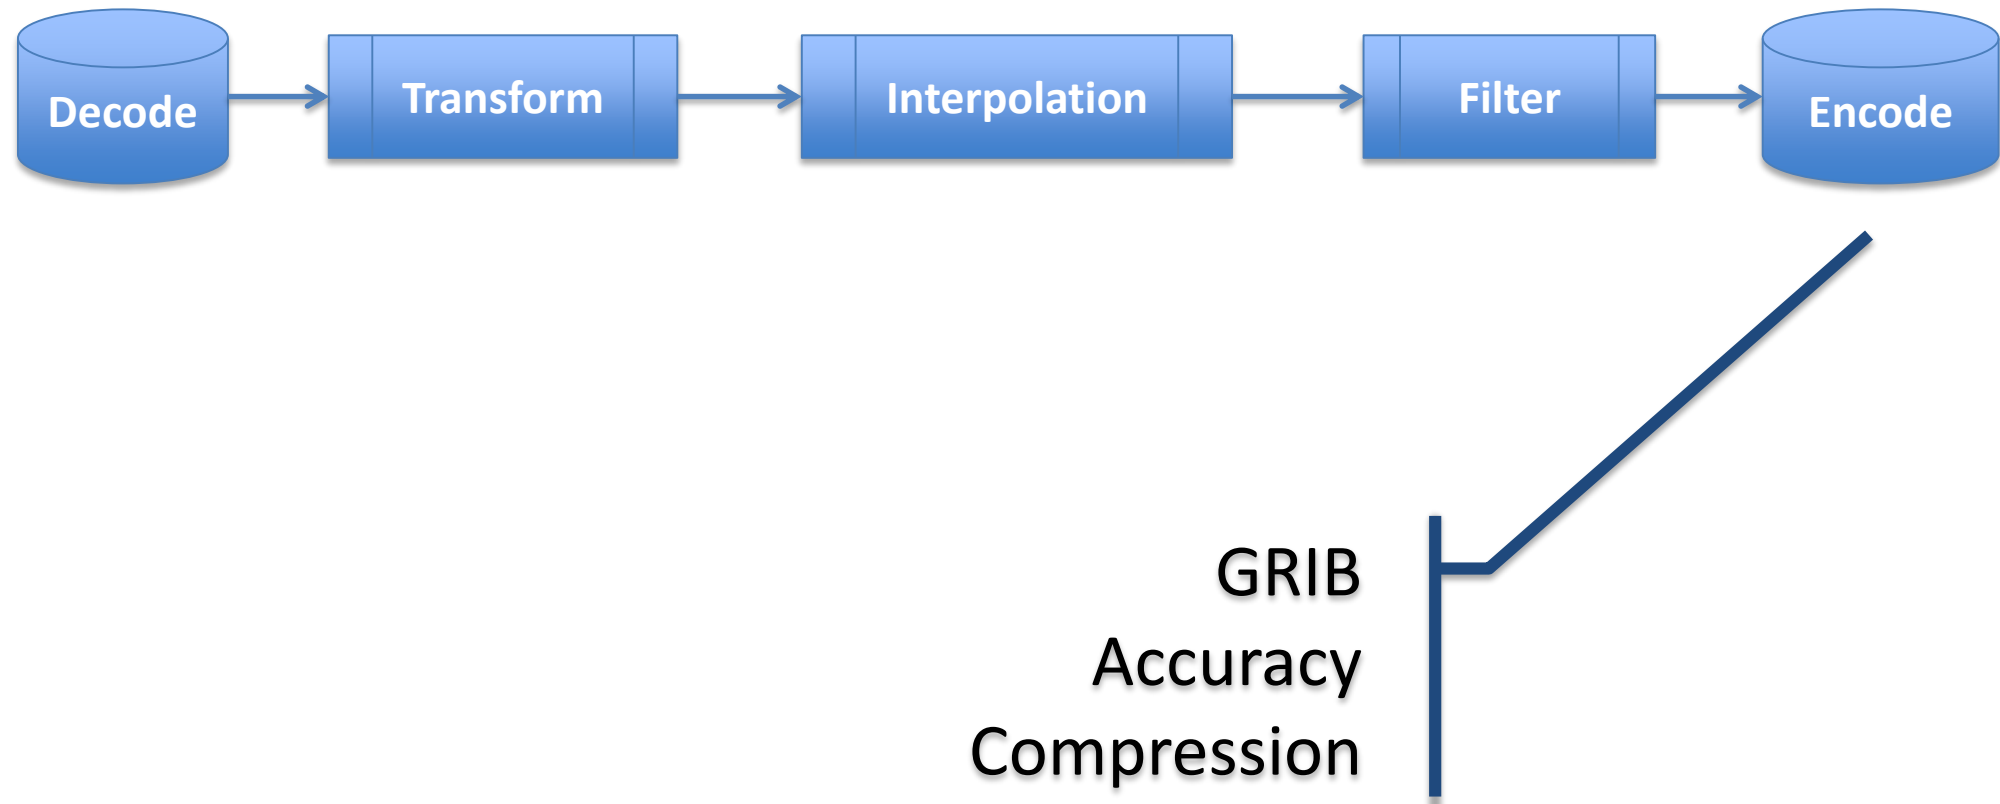 Decode
Transform
Interpolation
Filter
Encode
GRIB
Accuracy
Compression